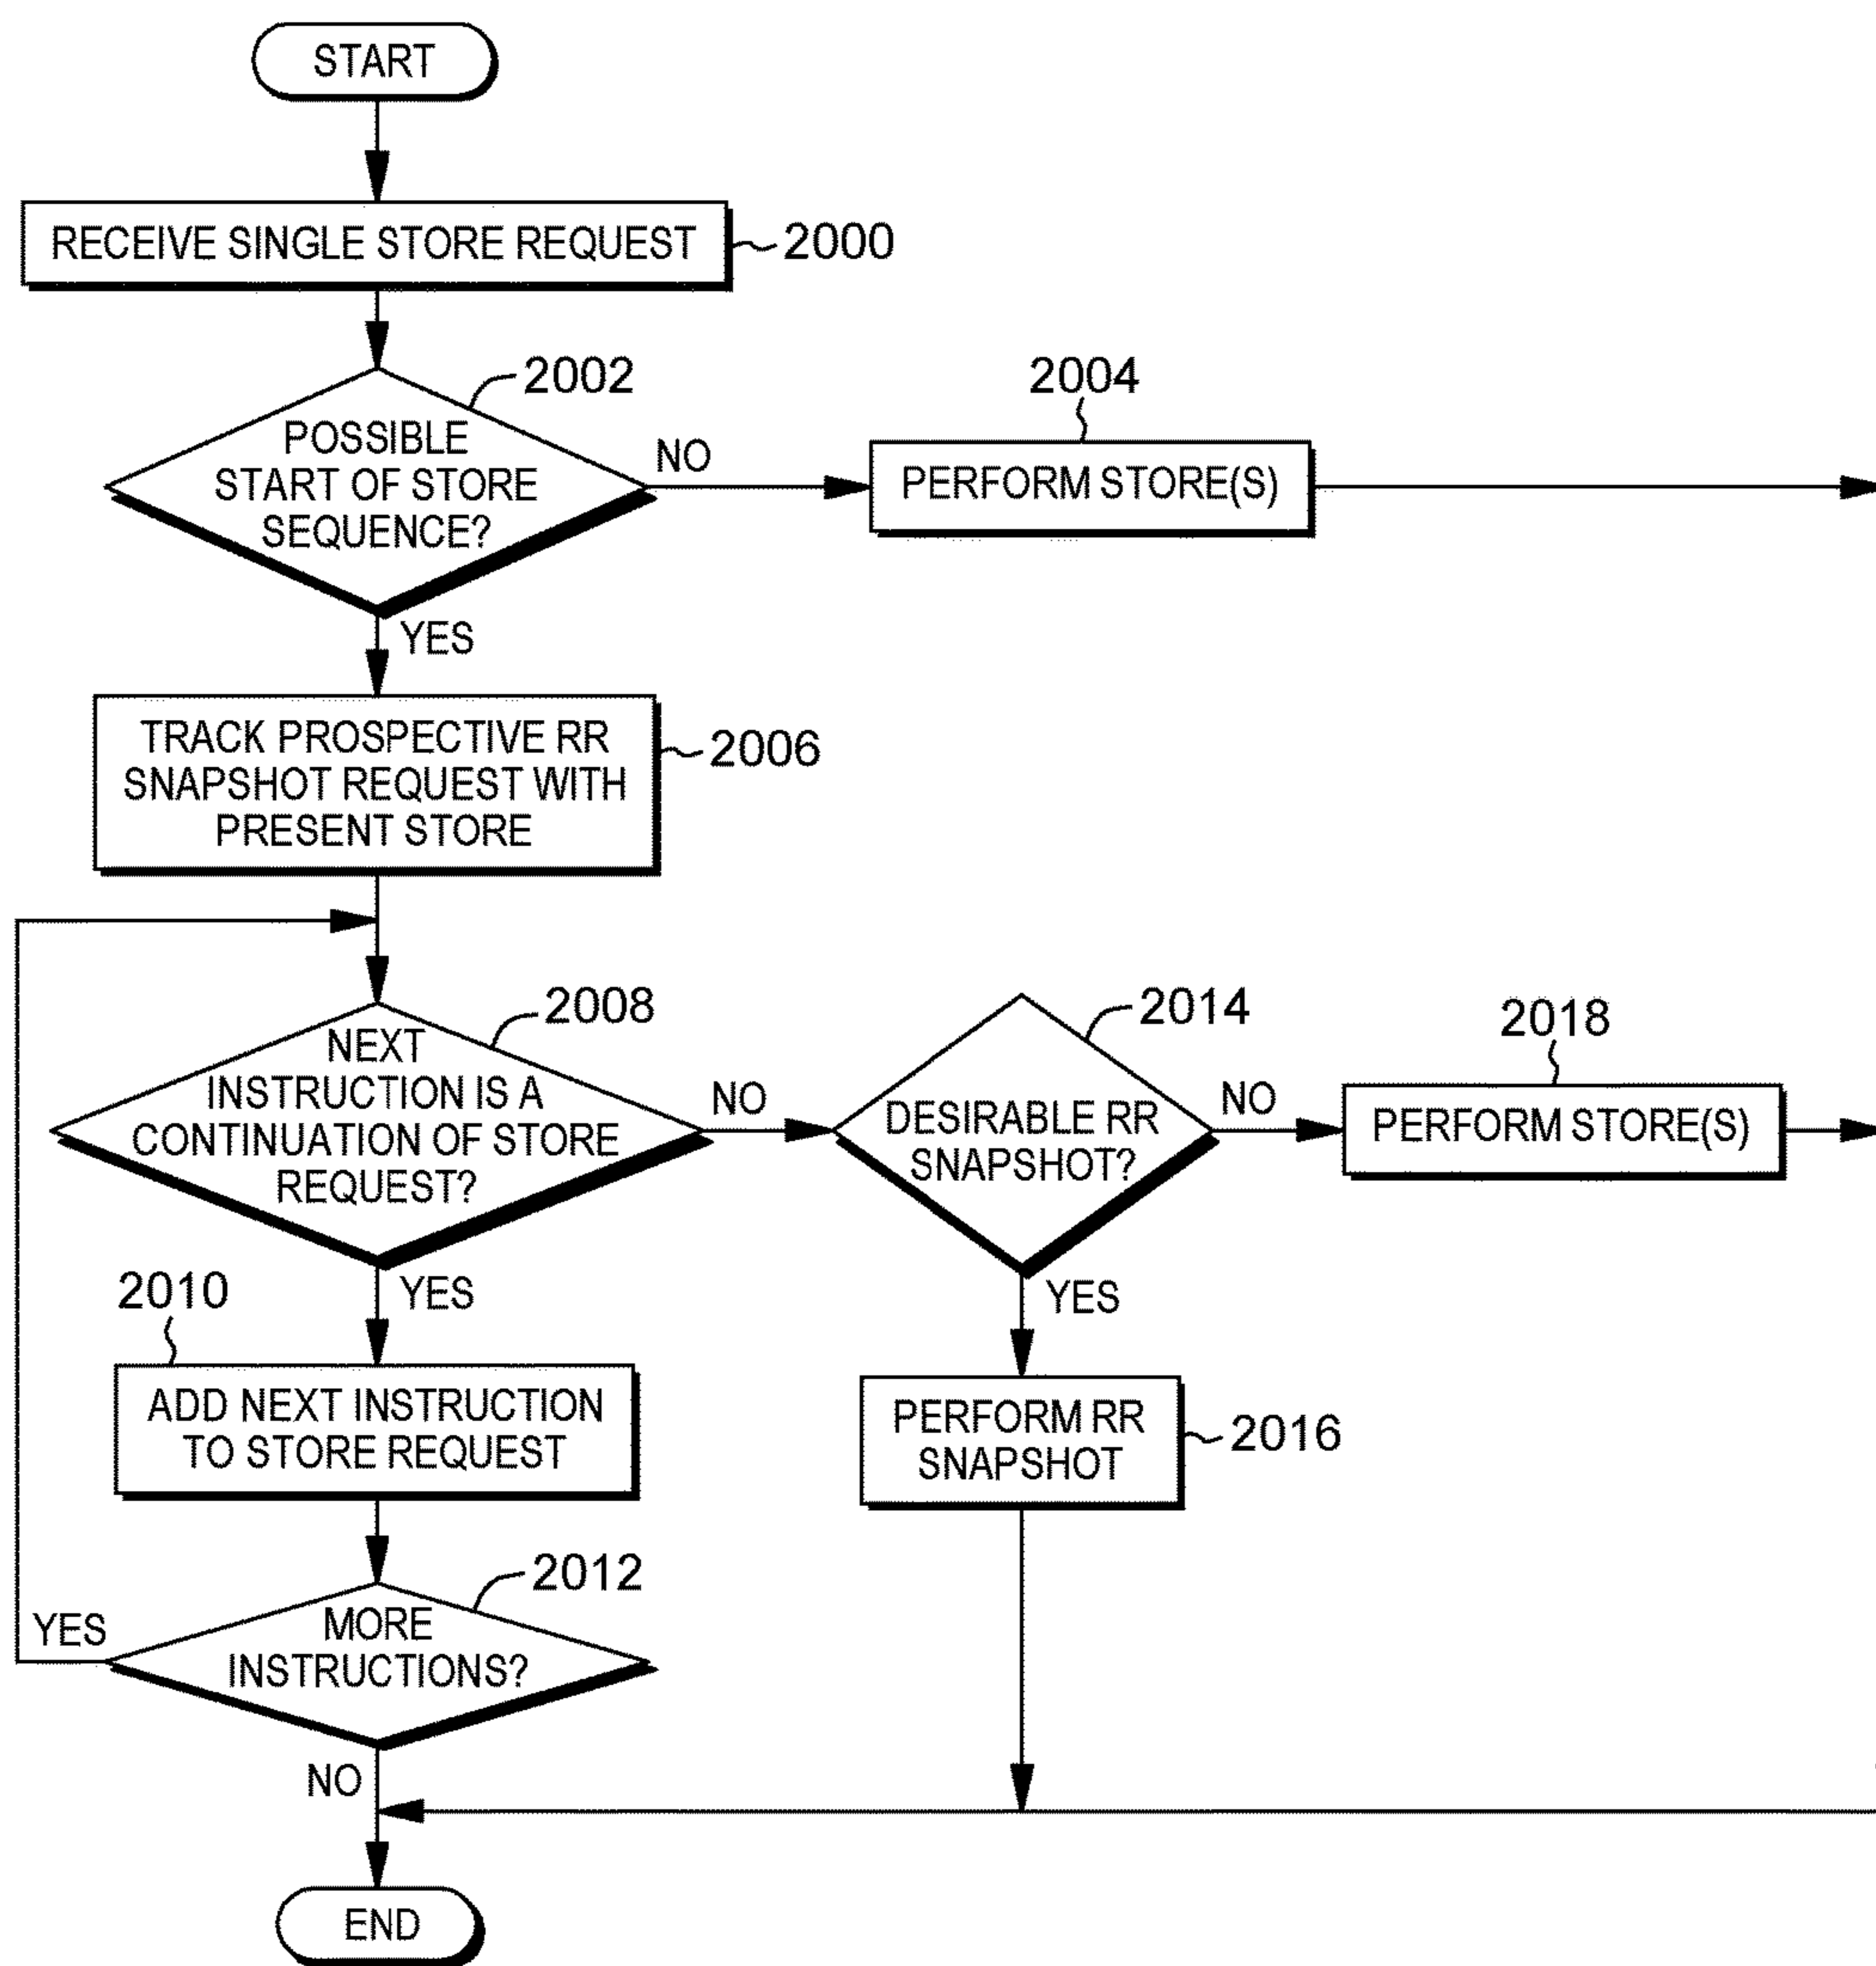 START
RECEIVE SINGLE STORE REQUEST
2000
2002
POSSIBLE
START OF STORE
SEQUENCE?
NO
2004
PERFORM STORE(S)
YES
TRACK PROSPECTIVE RR
SNAPSHOT REQUEST WITH
PRESENT STORE
2006
2008
NEXT
INSTRUCTION IS A
CONTINUATION OF STORE
REQUEST?
NO
2014
DESIRABLE RR
SNAPSHOT?
NO
2018
PERFORM STORE(S)
YES
2010
ADD NEXT INSTRUCTION
TO STORE REQUEST
YES
PERFORM RR
SNAPSHOT
2016
2012
MORE
INSTRUCTIONS?
YES
NO
END